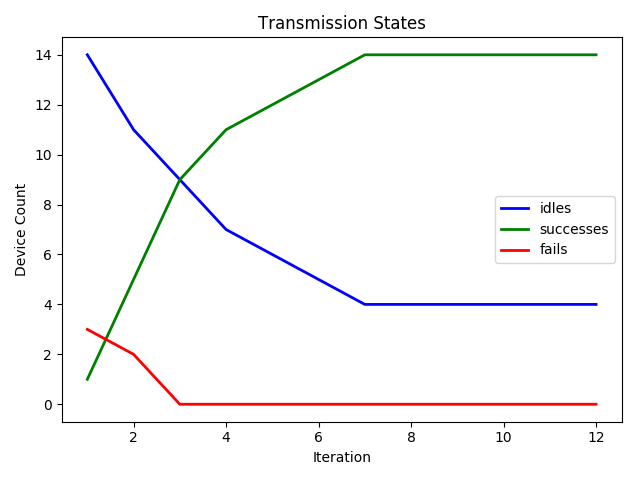 Transmission States
Device Count
14
12
10
8
6
4
2
0
idles
successes
fails
2 4 6 8 10 12
Iteration